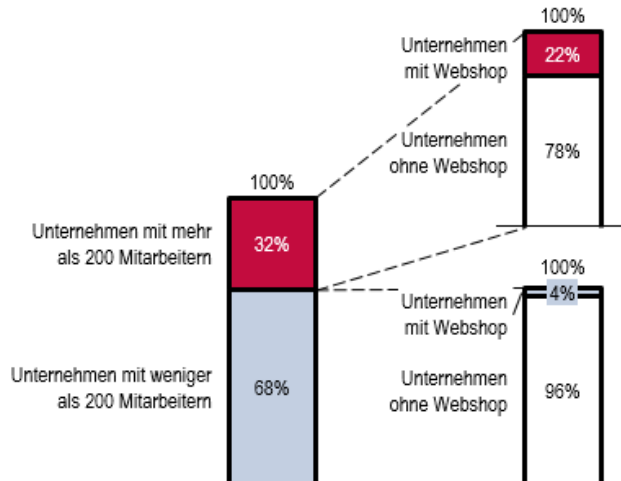 100%
Unternehmen
mit Webshop
22%
Unternehmen
ohne Webshop
78%
100%
Unternehmen mit mehr
als 200 Mitarbeitern
32%
100%
Unternehmen
mit Webshop
4%
Unternehmen mit weniger
als 200 Mitarbeitern
68%
Unternehmen
ohne Webshop
96%